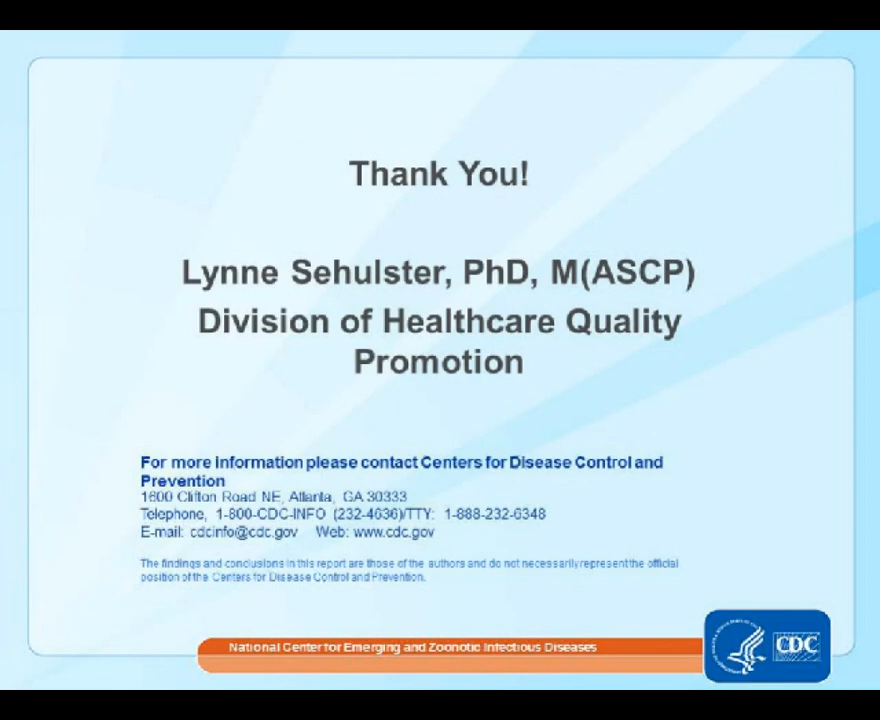 Thank You!
Lynne Sehulster, PhD, M(ASCP)
Division of Healthcare Quality
Promotion
For more information please contact Centers for Disease Control and
Prevention
1600 Clifton Road NE, Atlanta, GA 30333
Telephone, 1-800-CDC-INFO (232-4636)/TTY: 1-888-232-6348
E-mail: cdcinfo@cdc.gov Web: www.cdc.gov
The findings and conclusions in this report are those of the authors and do not necessarily represent the official
position of the Centers for Disease Control and Prevention.
National Center for Emerging and Zoonotic Infectious Diseases
CDC